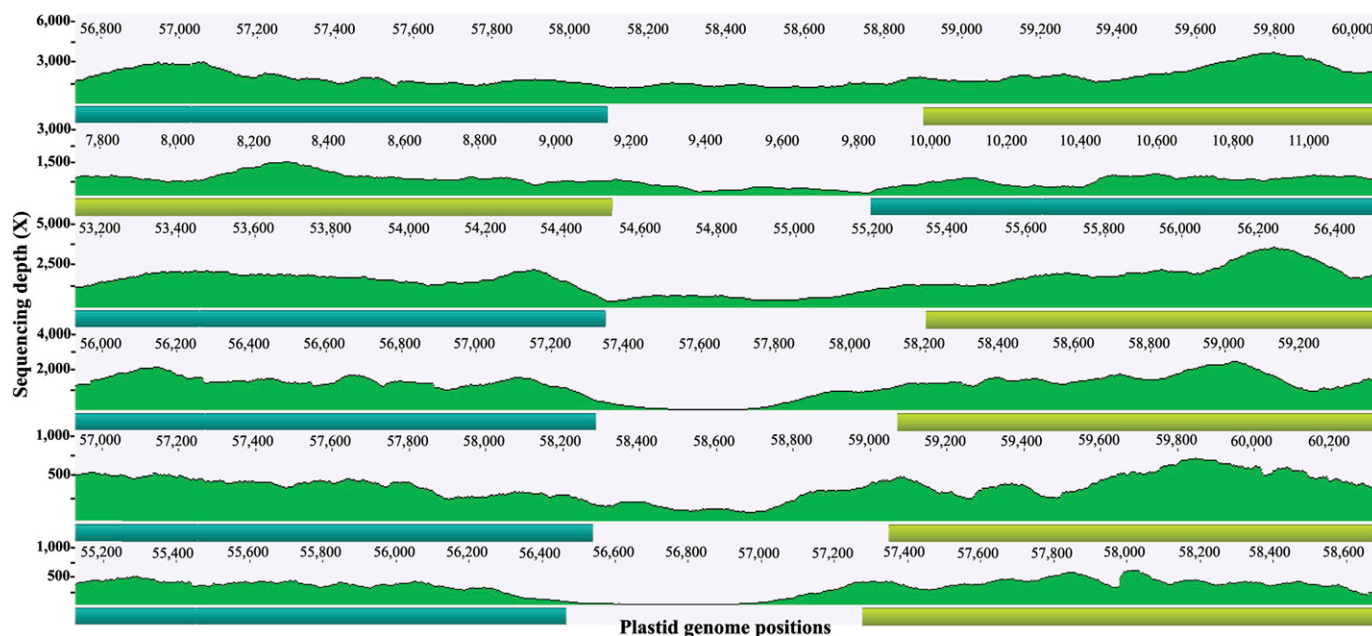 6,000
56,800 57,000 57,200 57,400 57,600 57,800 58,000 58,200 58,400 58,600 58,800 59,000 59,200 59,400 59,600 59,800 60,000
3,000
3,000
7,800 8,000 8,200 8,400 8,600 8,800 9,000 9,200 9,400 9,600 9,800 10,000 10,200 10,400 10,600 10,800 11,000
1,500
5,000
53,200 53,400 53,600 53,800 54,000 54,200 54,400 54,600 54,800 55,000 55,200 55,400 55,600 55,800 56,000 56,200 56,400
2,500
4,000
56,000 56,200 56,400 56,600 56,800 57,000 57,200 57,400 57,600 57,800 58,000 58,200 58,400 58,600 58,800 59,000 59,200
2,000
1,000
57,000 57,200 57,400 57,600 57,800 58,000 58,200 58,400 58,600 58,800 59,000 59,200 59,400 59,600 59,800 60,000 60,200
500
1,000
55,200 55,400 55,600 55,800 56,000 56,200 56,400 56,600 56,800 57,000 57,200 57,400 57,600 57,800 58,000 58,200 58,400 58,600
500
Sequencing depth (X)
Plastid genome positions